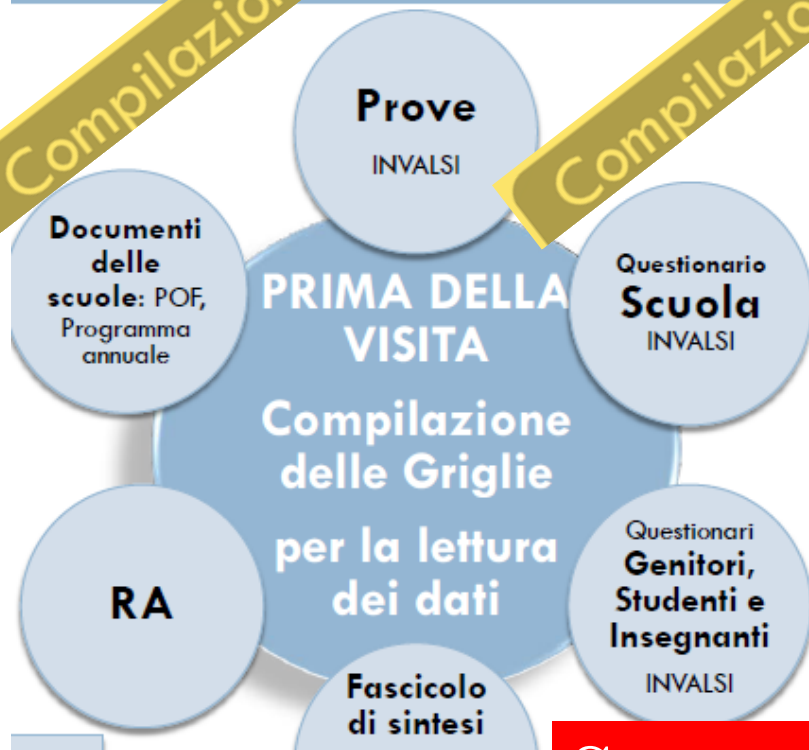 Compilazion
Compilazio
Prove
INVALSI
Documenti
delle
scuole: POF,
Programma
annuale
Questionario
Scuola
INVALSI
PRIMA DELLA
VISITA
Compilazione
delle Griglie
per la lettura
dei dati
RA
Questionari
Genitori,
Studenti e
Insegnanti
INVALSI
Fascicolo
di sintesi